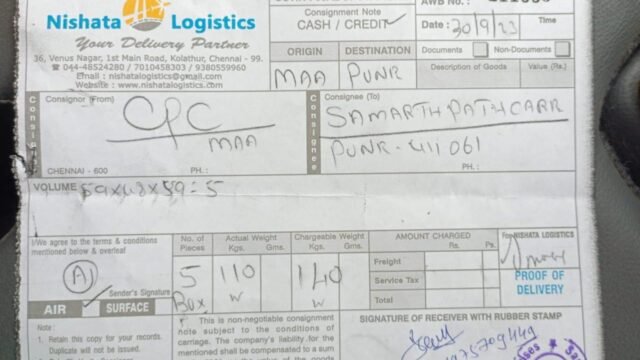 Nishata Logistics
Your Delivery Partner
36, Venus Nagar, 1st Main Road, Kolathur, Chennai - 99.
044-48524280 / 7010458303 / 9380559960
Email : nishatalogistics@gmail.com
Website : www.nishatalogistics.com
Consignment Note
CASH / CREDIT
AWB No. :
Date : 30/9/23
Time
ORIGIN
DESTINATION
Documents
Non-Documents
MAA
PUNR
Description of Goods
Value (Rs.)
Consignor (From)
CPC
MAA
CHENNAI - 600
PH. :
Consignee
Consignee (To)
SAMARTH PATHCARR
PUNR - 411 061
PH. :
VOLUME 59x43x59=5
I/We agree to the terms & conditions
mentioned below & overleaf
Sender's Signature
AIR
SURFACE
No. of Pieces
Actual Weight
Kgs. Gms.
Chargeable Weight
Kgs. Gms.
5
Box
110
W
140
W
AMOUNT CHARGED
Rs. Ps.
Freight
Service Tax
Total
For NISHATA LOGISTICS
PROOF OF
DELIVERY
Note :
1. Retain this copy for your records.
Duplicate will not be issued.
This is non-negotiable consignment
note subject to the conditions of
carriage. The company's liability for the
mentioned shall be compensated to a sum
SIGNATURE OF RECEIVER WITH RUBBER STAMP